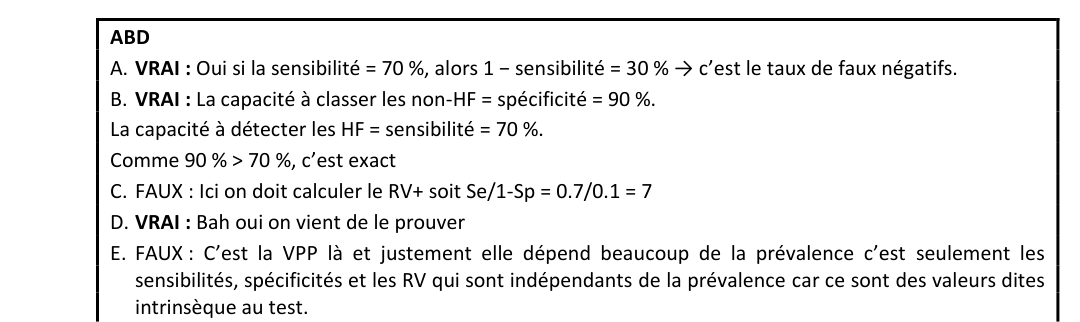 ABD
A. VRAI : Oui si la sensibilité = 70 %, alors 1 − sensibilité = 30 % → c’est le taux de faux négatifs.
B. VRAI : La capacité à classer les non-HF = spécificité = 90 %.
La capacité à détecter les HF = sensibilité = 70 %.
Comme 90 % > 70 %, c’est exact
C. FAUX : Ici on doit calculer le RV+ soit Se/1-Sp = 0.7/0.1 = 7
D. VRAI : Bah oui on vient de le prouver
E. FAUX : C’est la VPP là et justement elle dépend beaucoup de la prévalence c’est seulement les
sensibilités, spécificités et les RV qui sont indépendants de la prévalence car ce sont des valeurs dites
intrinsèque au test.